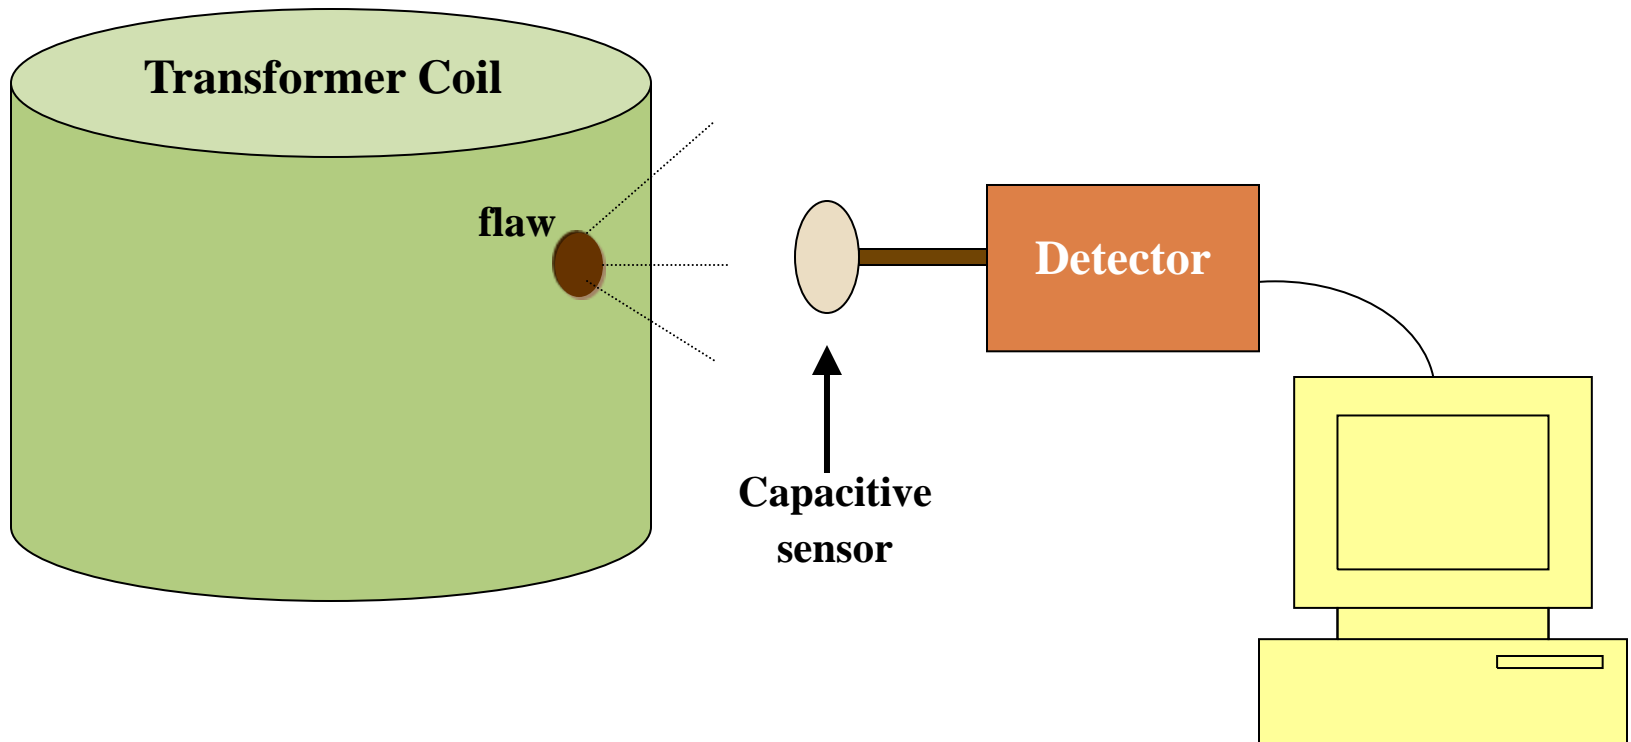 Transformer Coil
flaw
Detector
Capacitive
sensor